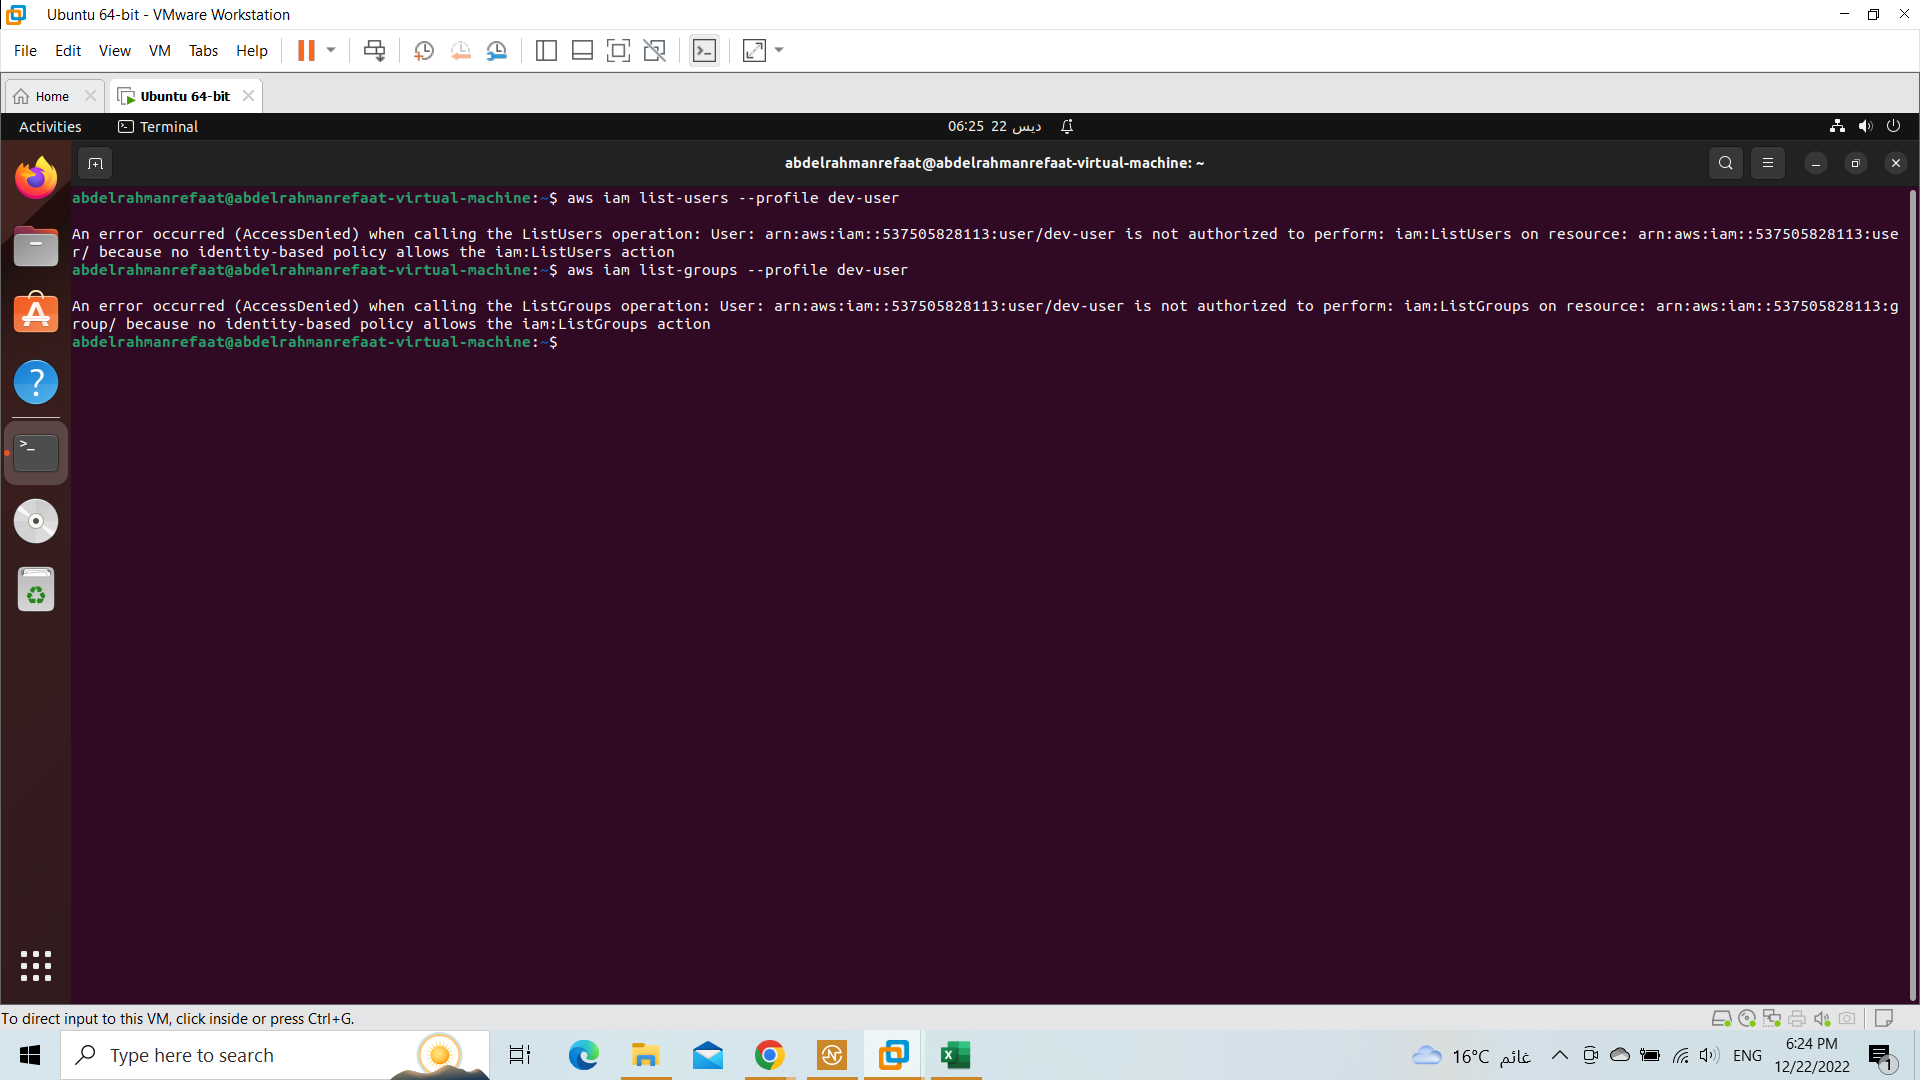 Ubuntu 64-bit - VMware Workstation
File Edit View VM Tabs Help
Home Ubuntu 64-bit
Activities Terminal 06:25 22 ديس
abdelrahmanrefaat@abdelrahmanrefaat-virtual-machine: ~
abdelrahmanrefaat@abdelrahmanrefaat-virtual-machine:~$ aws iam list-users --profile dev-user
An error occurred (AccessDenied) when calling the ListUsers operation: User: arn:aws:iam::537505828113:user/dev-user is not authorized to perform: iam:ListUsers on resource: arn:aws:iam::537505828113:use
r/ because no identity-based policy allows the iam:ListUsers action
abdelrahmanrefaat@abdelrahmanrefaat-virtual-machine:~$ aws iam list-groups --profile dev-user
An error occurred (AccessDenied) when calling the ListGroups operation: User: arn:aws:iam::537505828113:user/dev-user is not authorized to perform: iam:ListGroups on resource: arn:aws:iam::537505828113:g
roup/ because no identity-based policy allows the iam:ListGroups action
abdelrahmanrefaat@abdelrahmanrefaat-virtual-machine:~$
To direct input to this VM, click inside or press Ctrl+G.
Type here to search
16°C غائم
ENG
6:24 PM
12/22/2022
1